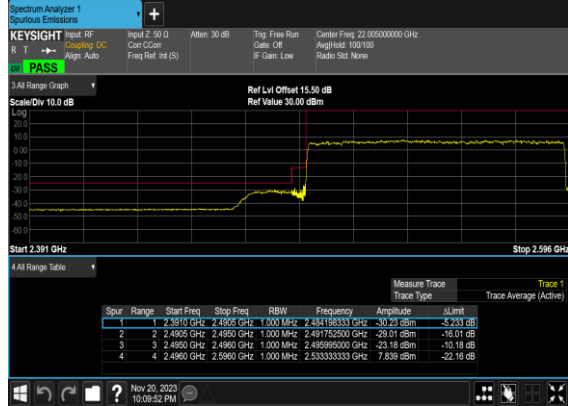 Spectrum Analyzer 1
Spurious Emissions
+
KEYSIGHT Input: RF Input Z: 50 Ω Atten: 30 dB Trig: Free Run Center Freq: 22.005000000 GHz
R T Coupling: DC Corr CCorr Gate: Off Avg|Hold: 100/100
Align: Auto Freq Ref: Int (S) IF Gain: Low Radio Std: None
PASS
3 All Range Graph
Ref Lvl Offset 15.50 dB
Scale/Div 10.0 dB Ref Value 30.00 dBm
Log
20.0
10.0
0.00
-10.0
-20.0
-30.0
-40.0
-50.0
-60.0
Start 2.391 GHz Stop 2.596 GHz
4 All Range Table
Measure Trace Trace 1
Trace Type Trace Average (Active)
Spur Range Start Freq Stop Freq RBW Frequency Amplitude ΔLimit
1 1 2.3910 GHz 2.4905 GHz 1.000 MHz 2.484198333 GHz -30.23 dBm -5.233 dB
2 2 2.4905 GHz 2.4950 GHz 1.000 MHz 2.491752500 GHz -29.01 dBm -16.01 dB
3 3 2.4950 GHz 2.4960 GHz 1.000 MHz 2.495995000 GHz -23.18 dBm -10.18 dB
4 4 2.4960 GHz 2.5960 GHz 1.000 MHz 2.533333333 GHz 7.839 dBm -22.16 dB
?
Nov 20, 2023
10:09:52 PM